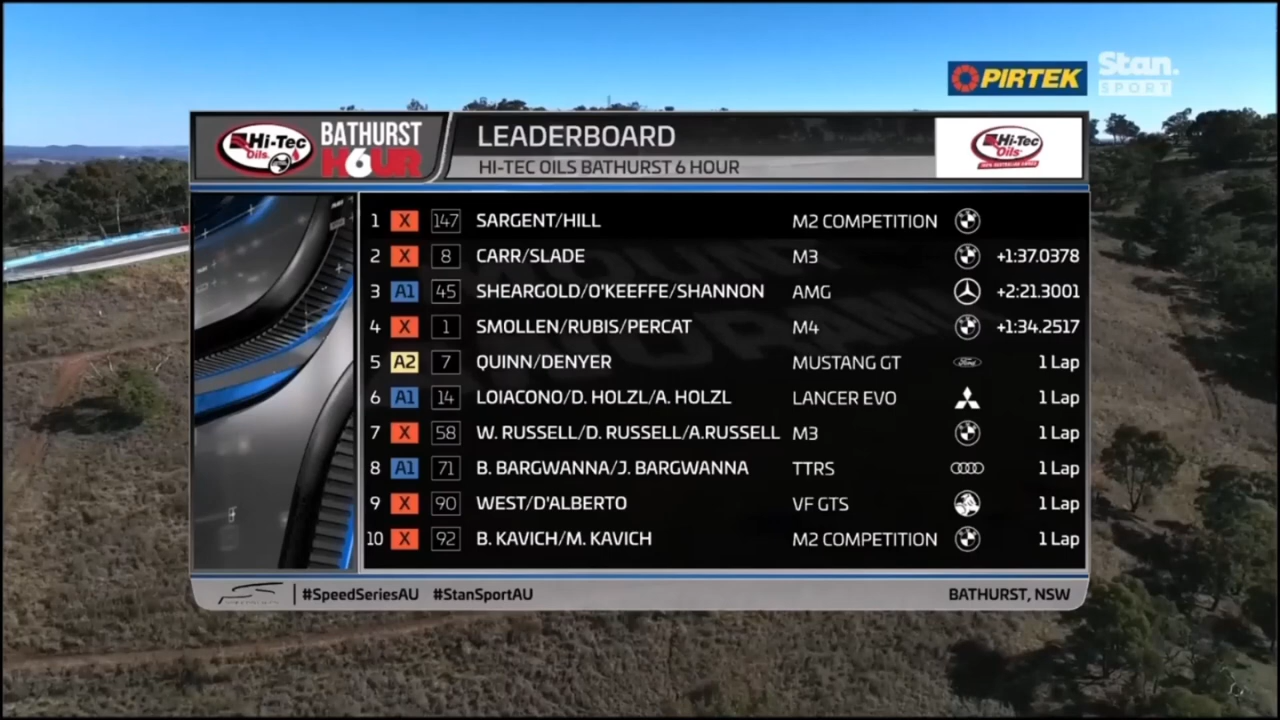 PIRTEK Stan.
SPORT
Hi-Tec Oils BATHURST 6 HOUR LEADERBOARD Hi-Tec Oils
HI-TEC OILS BATHURST 6 HOUR
1 X 147 SARGENT/HILL M2 COMPETITION
2 X 8 CARR/SLADE M3 +1:37.0378
3 A1 45 SHEARGOLD/O'KEEFFE/SHANNON AMG +2:21.3001
4 X 1 SMOLLEN/RUBIS/PERCAT M4 +1:34.2517
5 A2 7 QUINN/DENYER MUSTANG GT Ford 1 Lap
6 A1 14 LOIACONO/D. HOLZL/A. HOLZL LANCER EVO 1 Lap
7 X 58 W. RUSSELL/D. RUSSELL/A.RUSSELL M3 1 Lap
8 A1 71 B. BARGWANNA/J. BARGWANNA TTRS 1 Lap
9 X 90 WEST/D'ALBERTO VF GTS 1 Lap
10 X 92 B. KAVICH/M. KAVICH M2 COMPETITION 1 Lap
#SpeedSeriesAU #StanSportAU BATHURST, NSW